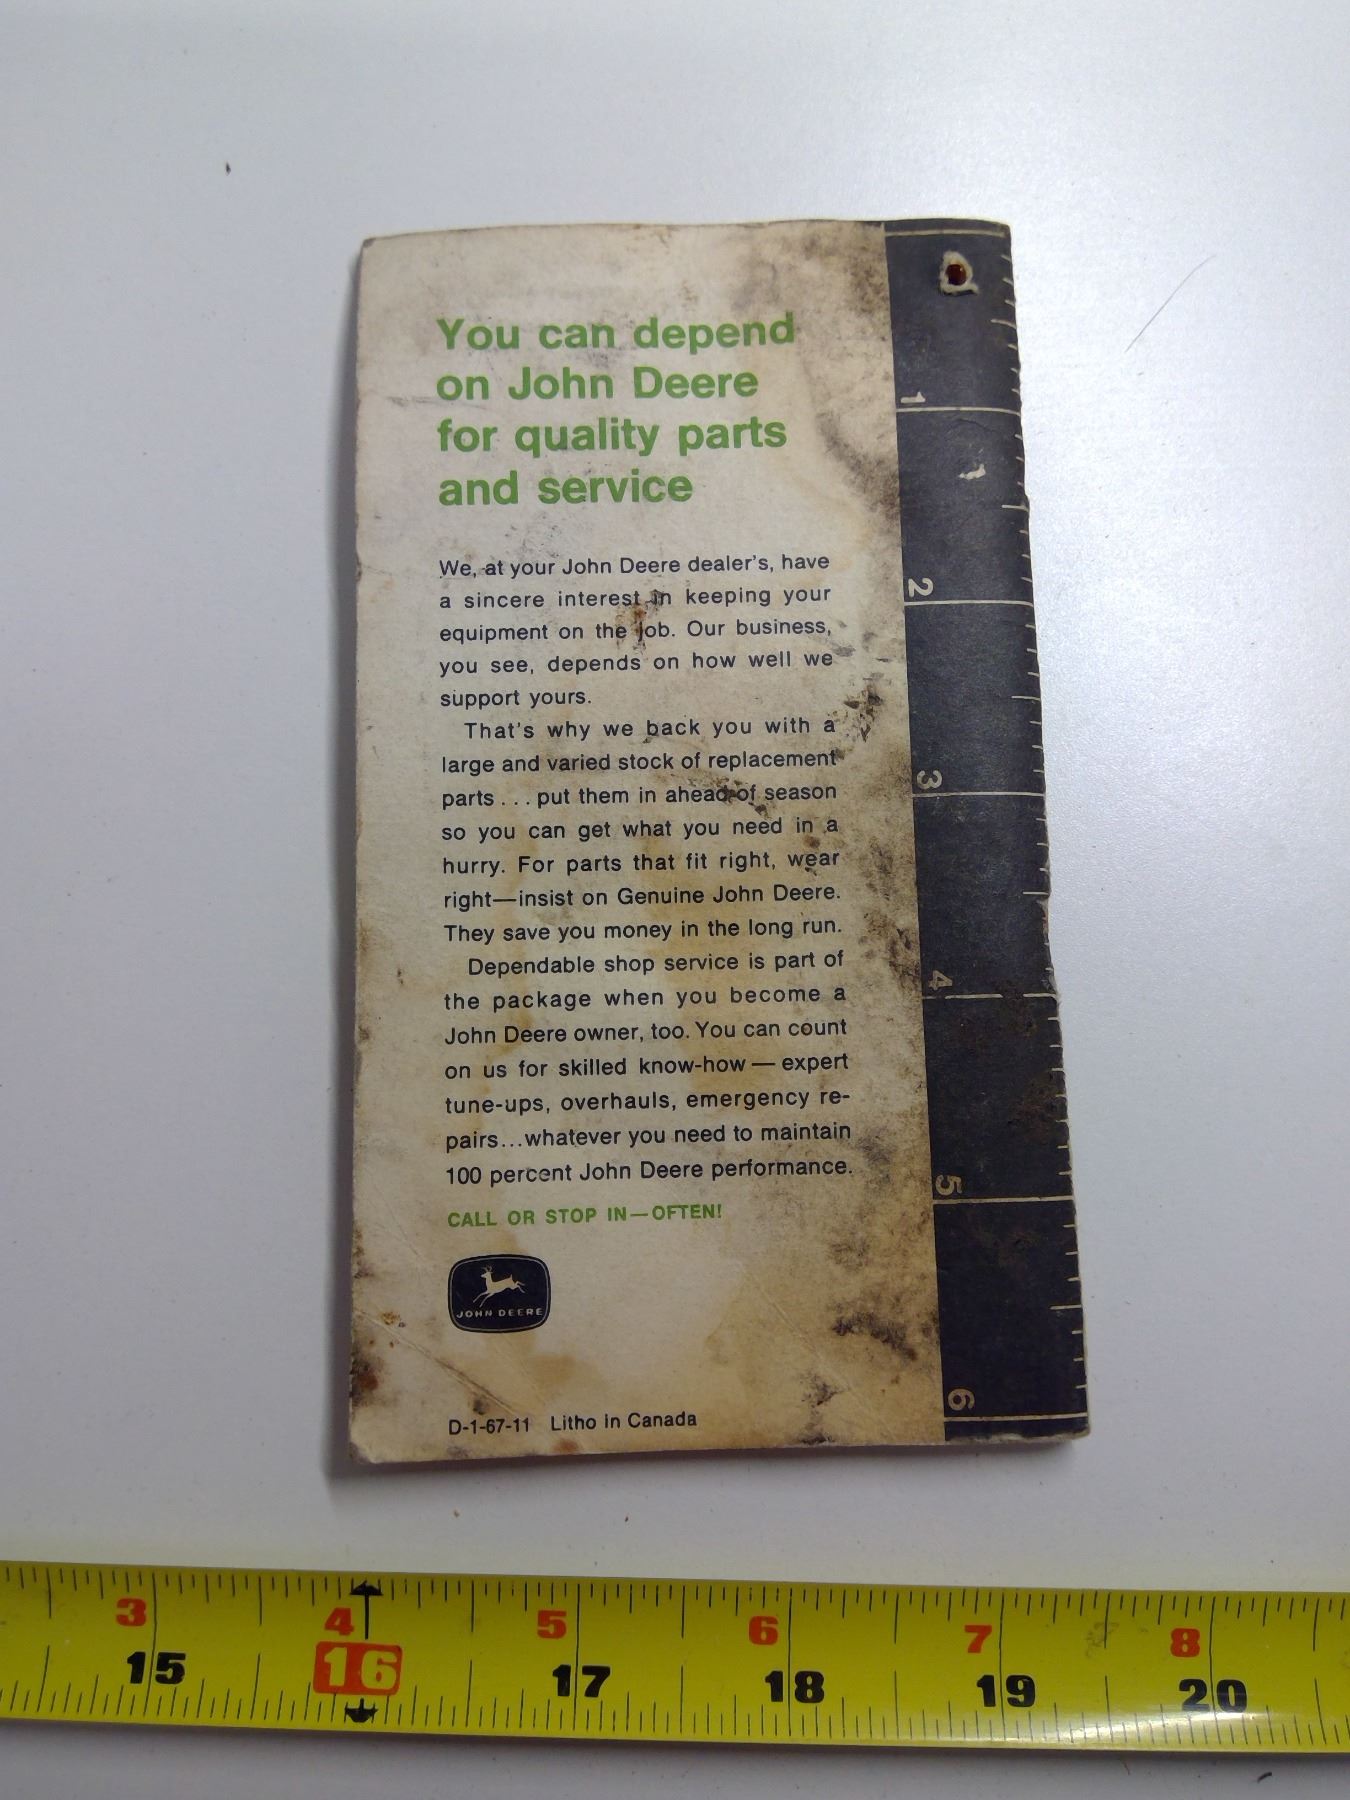 You can depend
on John Deere
for quality parts
and service
We, at your John Deere dealer's, have
a sincere interest in keeping your
equipment on the job. Our business,
you see, depends on how well we
support yours.
That's why we back you with a
large and varied stock of replacement
parts . . . put them in ahead of season
so you can get what you need in a
hurry. For parts that fit right, wear
right—insist on Genuine John Deere.
They save you money in the long run.
Dependable shop service is part of
the package when you become a
John Deere owner, too. You can count
on us for skilled know-how — expert
tune-ups, overhauls, emergency re-
pairs...whatever you need to maintain
100 percent John Deere performance.
CALL OR STOP IN—OFTEN!
JOHN DEERE
D-1-67-11 Litho in Canada
1
2
3
4
5
6
3 4 5 6 7 8
15 16 17 18 19 20